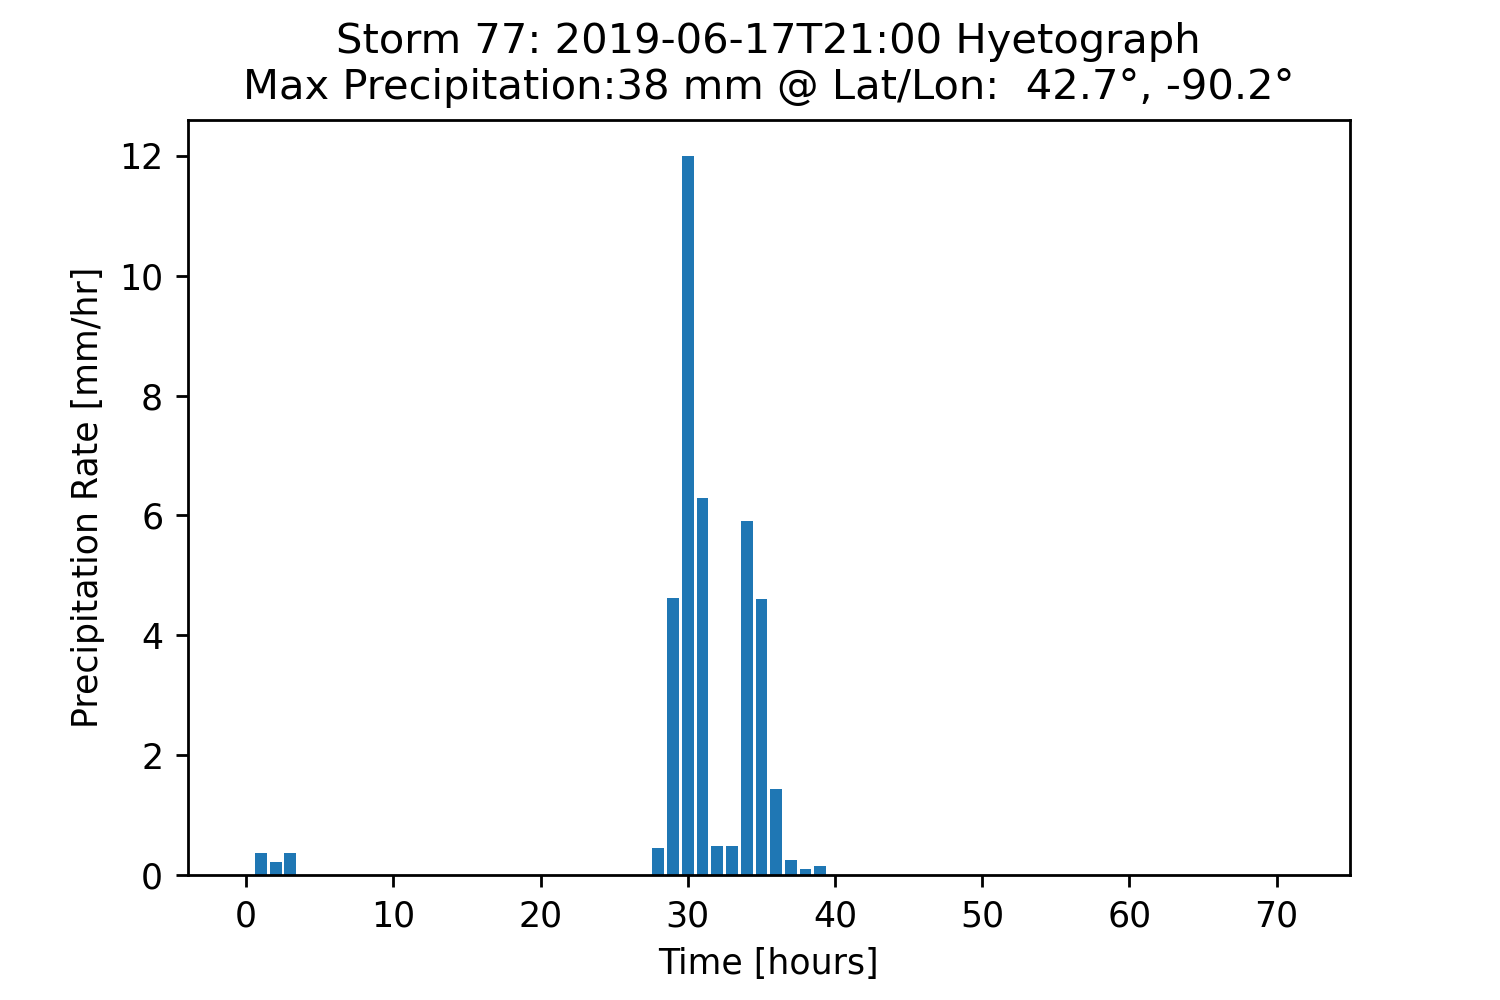 Storm 77: 2019-06-17T21:00 Hyetograph
Max Precipitation:38 mm @ Lat/Lon:  42.7°, -90.2°
Precipitation Rate [mm/hr]
12
10
8
6
4
2
0
0 10 20 30 40 50 60 70
Time [hours]